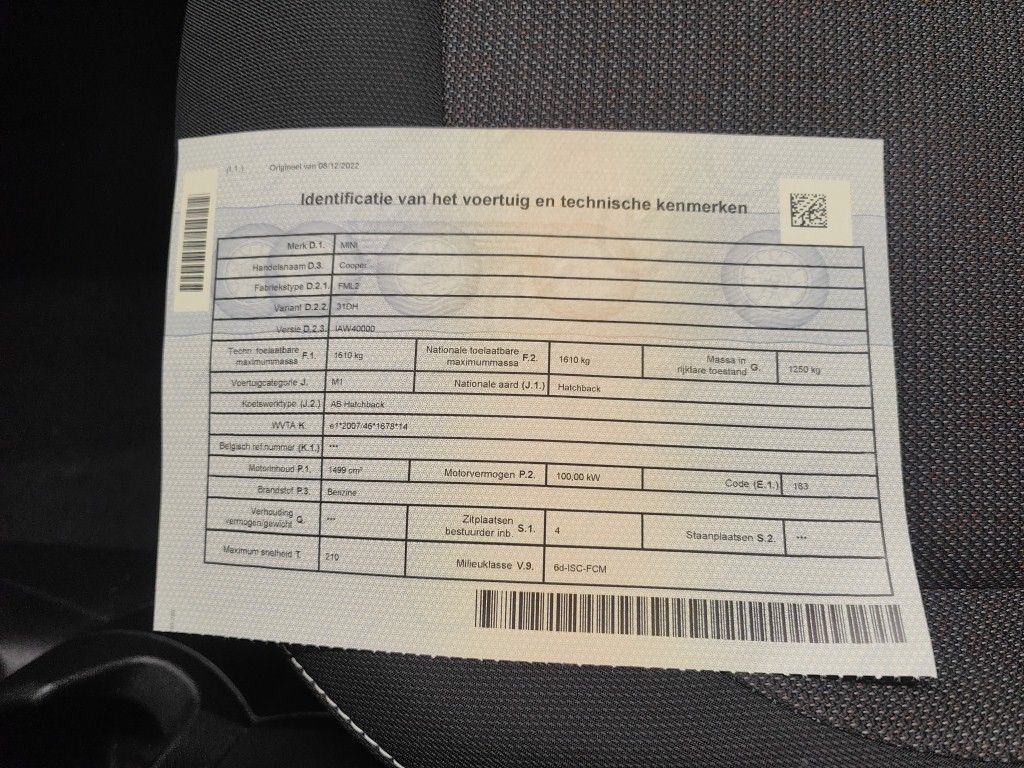 (I.1.) Origineel van 08/12/2022
Identificatie van het voertuig en technische kenmerken
Merk D.1. MINI
Handelsnaam D.3. Cooper
Fabriekstype D.2.1. FML2
Variant D.2.2. 31DH
Versie D.2.3. IAW40000
Techn. toelaatbare maximummassa F.1. 1610 kg Nationale toelaatbare maximummassa F.2. 1610 kg Massa in rijklare toestand G. 1250 kg
Voertuigcategorie J. M1 Nationale aard (J.1.) Hatchback
Koetswerktype (J.2.) AB Hatchback
WVTA K. e1*2007/46*1678*14
Belgisch ref.nummer (K.1.) ---
Motorinhoud P.1. 1499 cm³ Motorvermogen P.2. 100,00 kW Code (E.1.) 163
Brandstof P.3. Benzine
Verhouding vermogen/gewicht Q. --- Zitplaatsen bestuurder inb. S.1. 4 Staanplaatsen S.2. ---
Maximum snelheid T. 210 Milieuklasse V.9. 6d-ISC-FCM